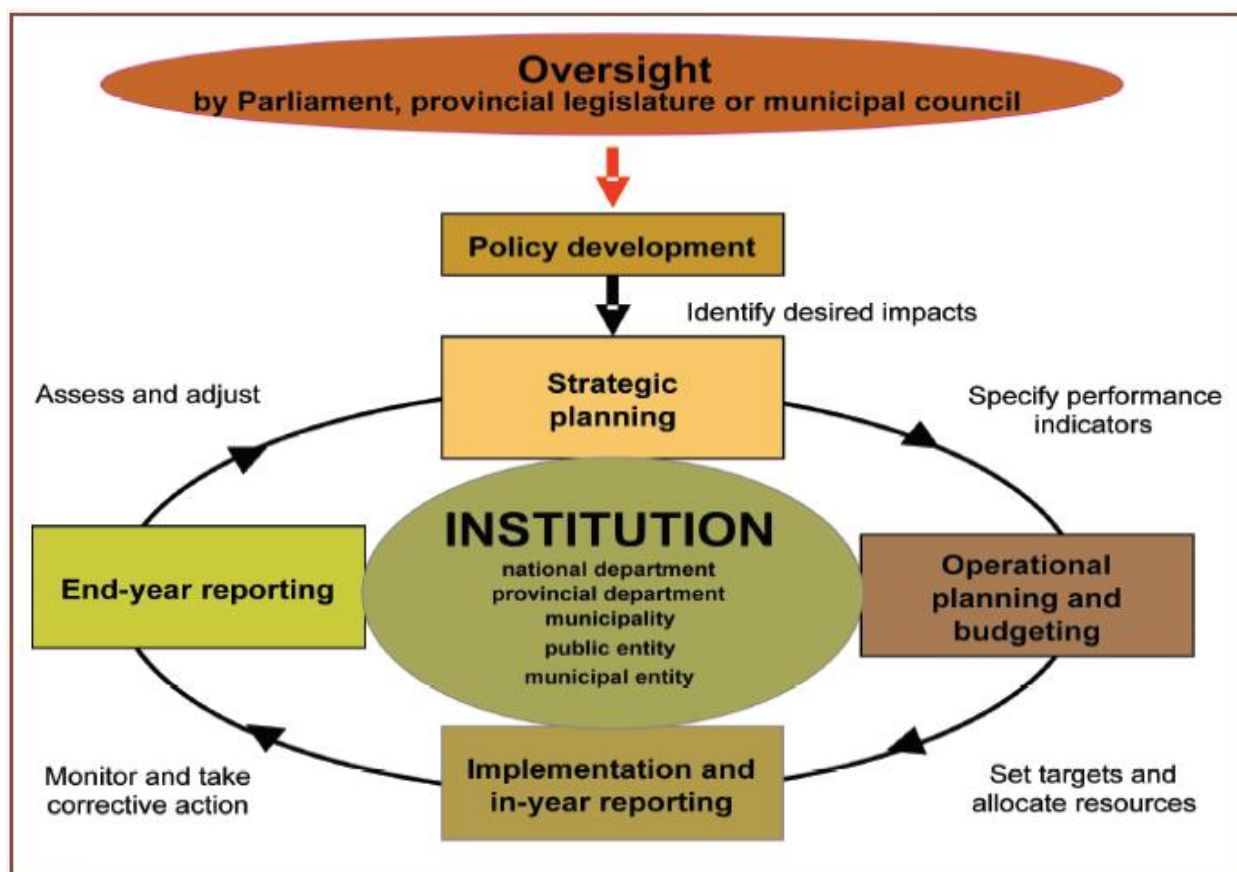 Oversight
by Parliament, provincial legislature or municipal council
Policy development
Identify desired impacts
Strategic
planning
Assess and adjust
Specify performance
indicators
INSTITUTION
national department
provincial department
municipality
public entity
municipal entity
End-year reporting
Operational
planning and
budgeting
Implementation and
in-year reporting
Monitor and take
corrective action
Set targets and
allocate resources